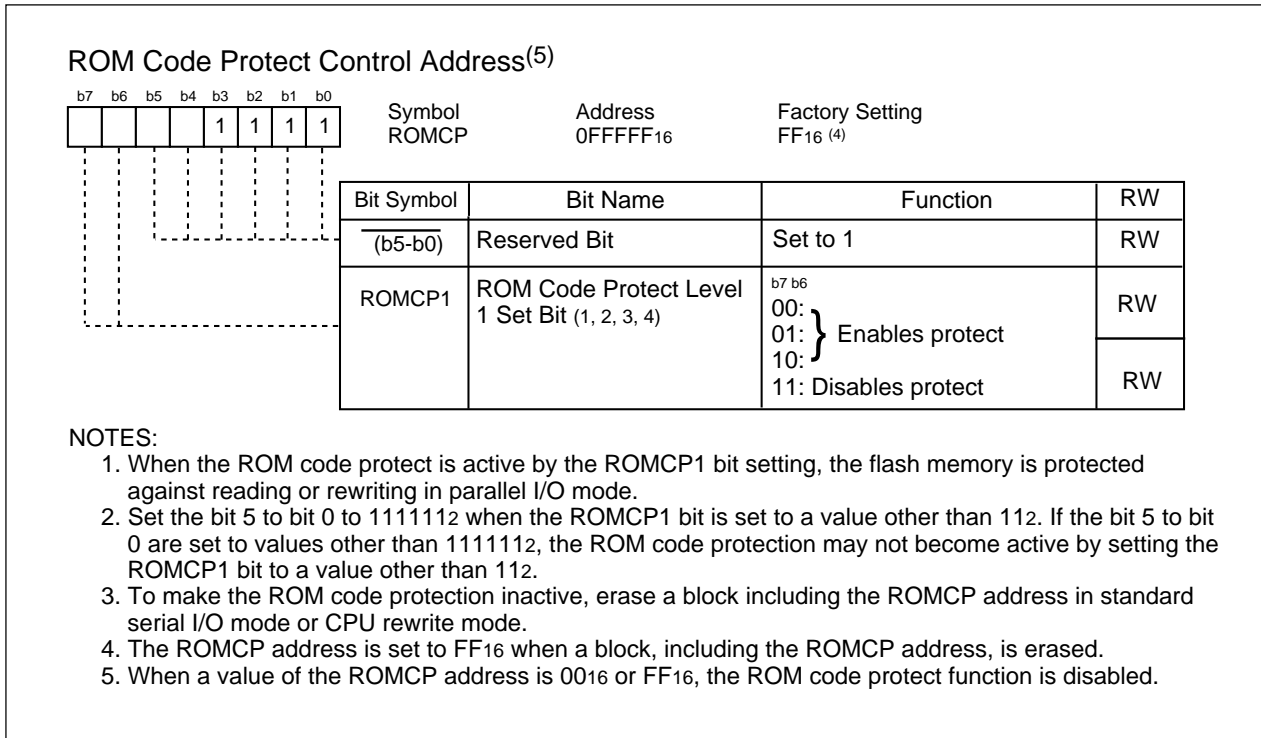 ROM Code Protect Control Address(5)
b7 b6 b5 b4 b3 b2 b1 b0
1 1 1 1
Symbol Address Factory Setting
ROMCP 0FFFFF16 FF16 (4)
Bit Symbol Bit Name Function RW
(b5-b0) Reserved Bit Set to 1 RW
ROMCP1 ROM Code Protect Level
1 Set Bit (1, 2, 3, 4)
b7 b6
00:
01: } Enables protect
10:
11: Disables protect
RW
RW
NOTES:
1. When the ROM code protect is active by the ROMCP1 bit setting, the flash memory is protected
against reading or rewriting in parallel I/O mode.
2. Set the bit 5 to bit 0 to 1111112 when the ROMCP1 bit is set to a value other than 112. If the bit 5 to bit
0 are set to values other than 1111112, the ROM code protection may not become active by setting the
ROMCP1 bit to a value other than 112.
3. To make the ROM code protection inactive, erase a block including the ROMCP address in standard
serial I/O mode or CPU rewrite mode.
4. The ROMCP address is set to FF16 when a block, including the ROMCP address, is erased.
5. When a value of the ROMCP address is 0016 or FF16, the ROM code protect function is disabled.